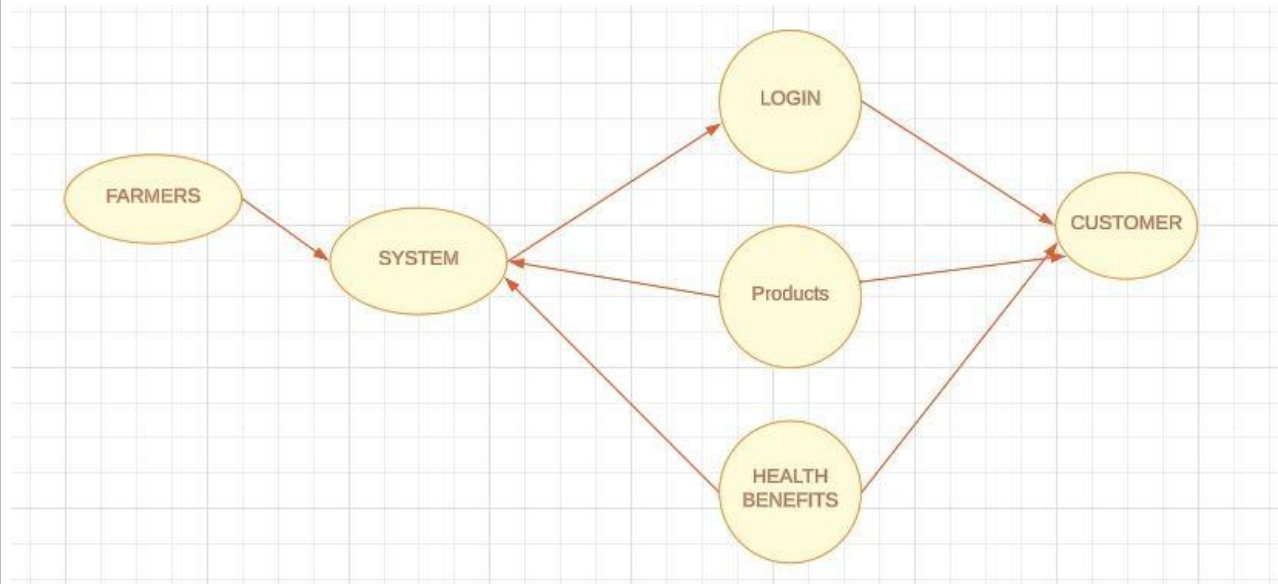 FARMERS
SYSTEM
LOGIN
Products
HEALTH
BENEFITS
CUSTOMER